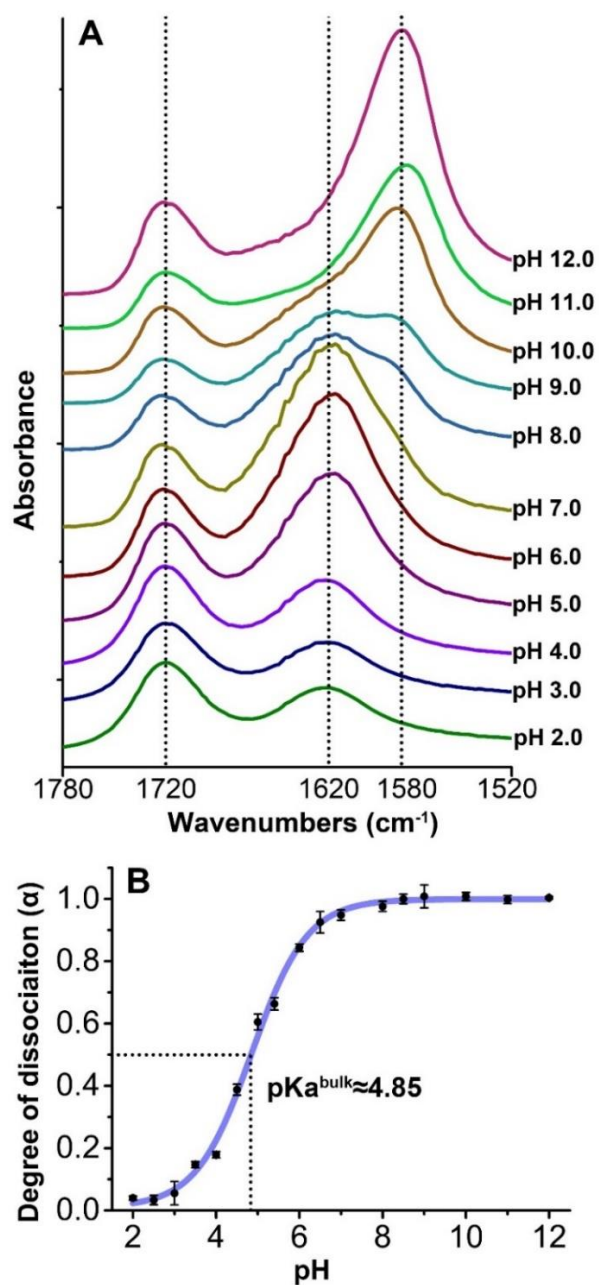 A
Absorbance
pH 12.0
pH 11.0
pH 10.0
pH 9.0
pH 8.0
pH 7.0
pH 6.0
pH 5.0
pH 4.0
pH 3.0
pH 2.0
1780 1720 1620 1580 1520
Wavenumbers (cm⁻¹)
B
Degree of dissociaiton (α)
1.0
0.8
0.6
0.4
0.2
0.0
pKaᵇᵘˡᵏ≈4.85
2 4 6 8 10 12
pH